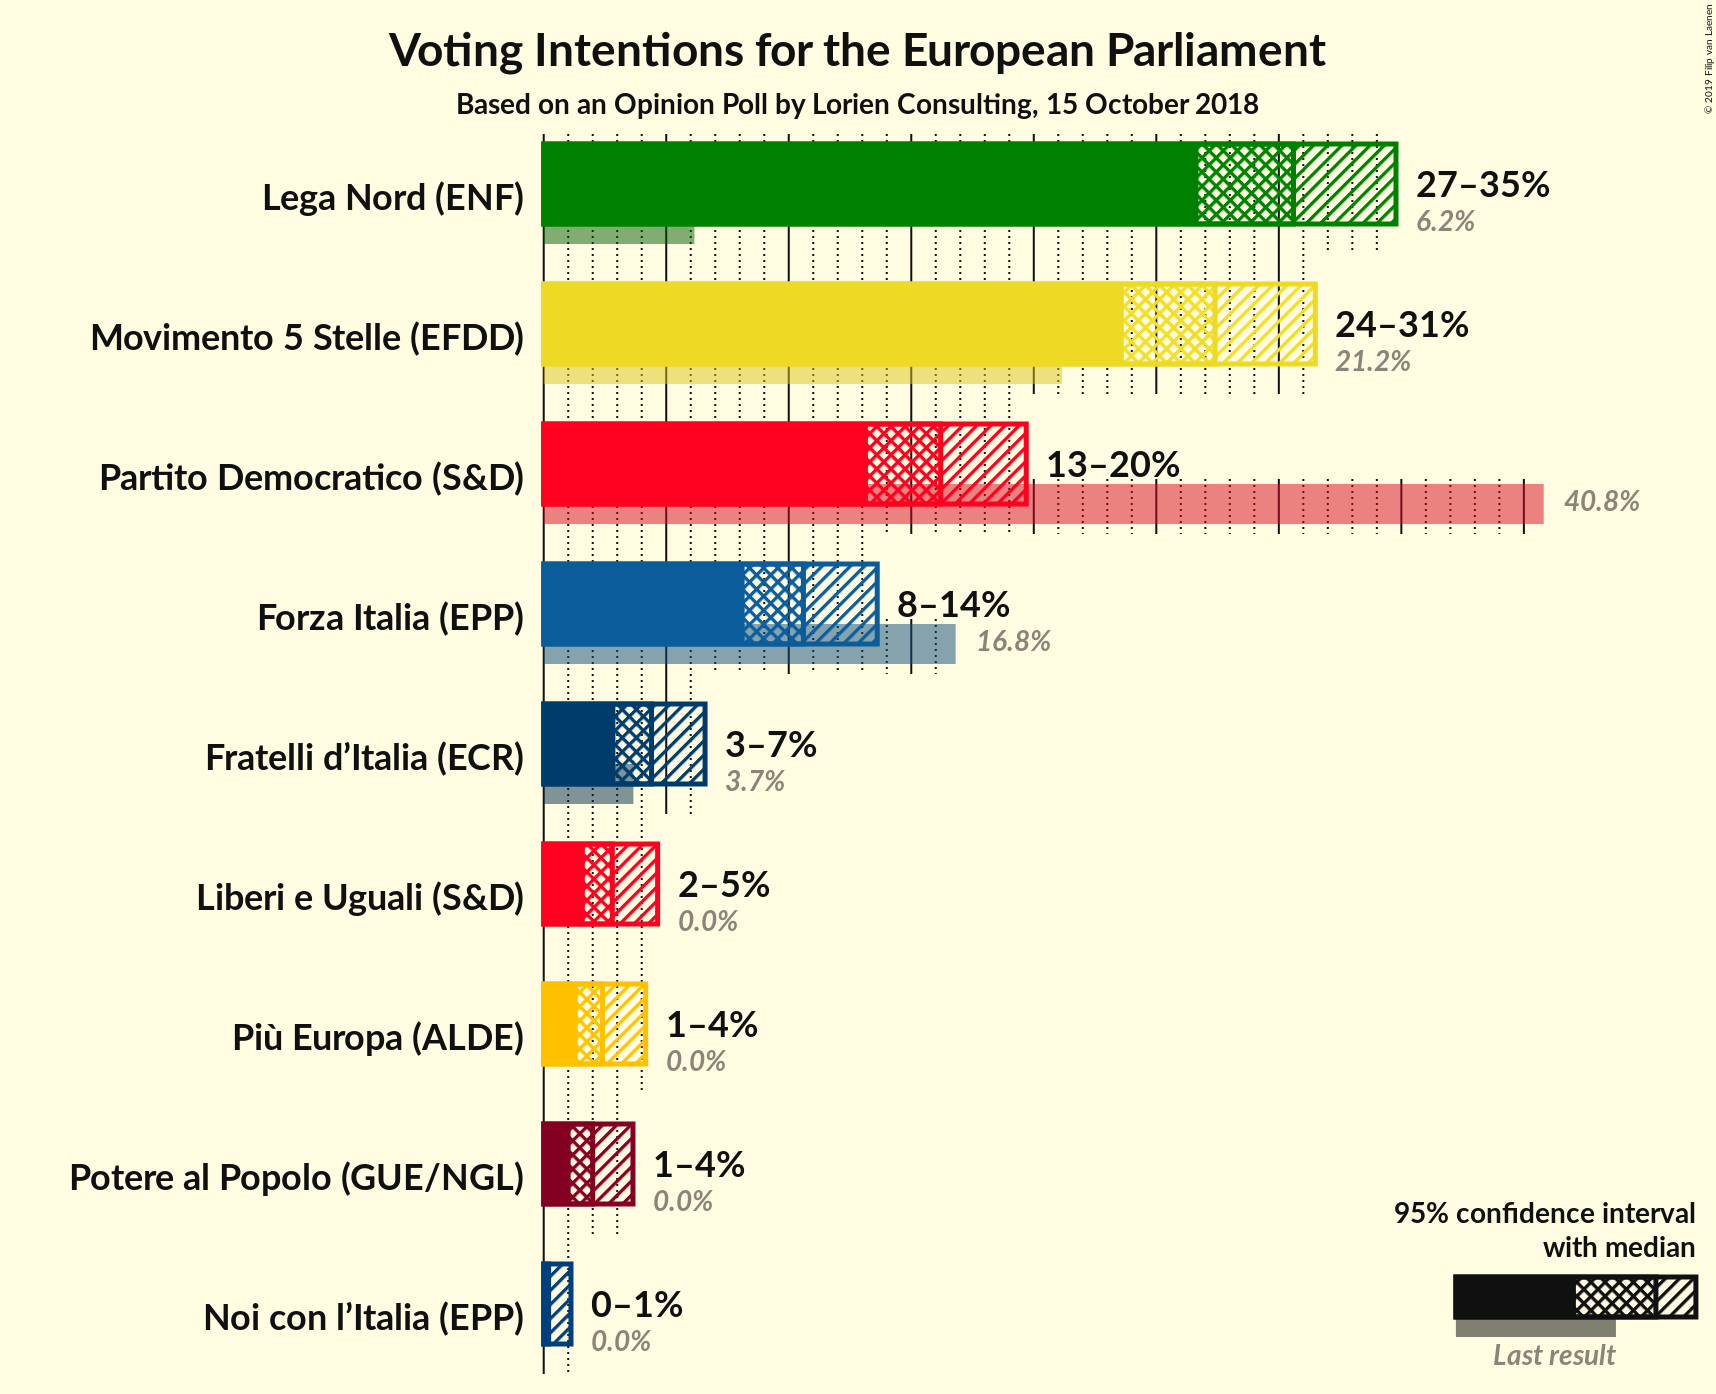 Voting Intentions for the European Parliament
Based on an Opinion Poll by Lorien Consulting, 15 October 2018
© 2019 Filip van Laenen
Lega Nord (ENF)
27–35%
6.2%
Movimento 5 Stelle (EFDD)
24–31%
21.2%
Partito Democratico (S&D)
13–20%
40.8%
Forza Italia (EPP)
8–14%
16.8%
Fratelli d’Italia (ECR)
3–7%
3.7%
Liberi e Uguali (S&D)
2–5%
0.0%
Più Europa (ALDE)
1–4%
0.0%
Potere al Popolo (GUE/NGL)
1–4%
0.0%
Noi con l’Italia (EPP)
0–1%
0.0%
95% confidence interval
with median
Last result